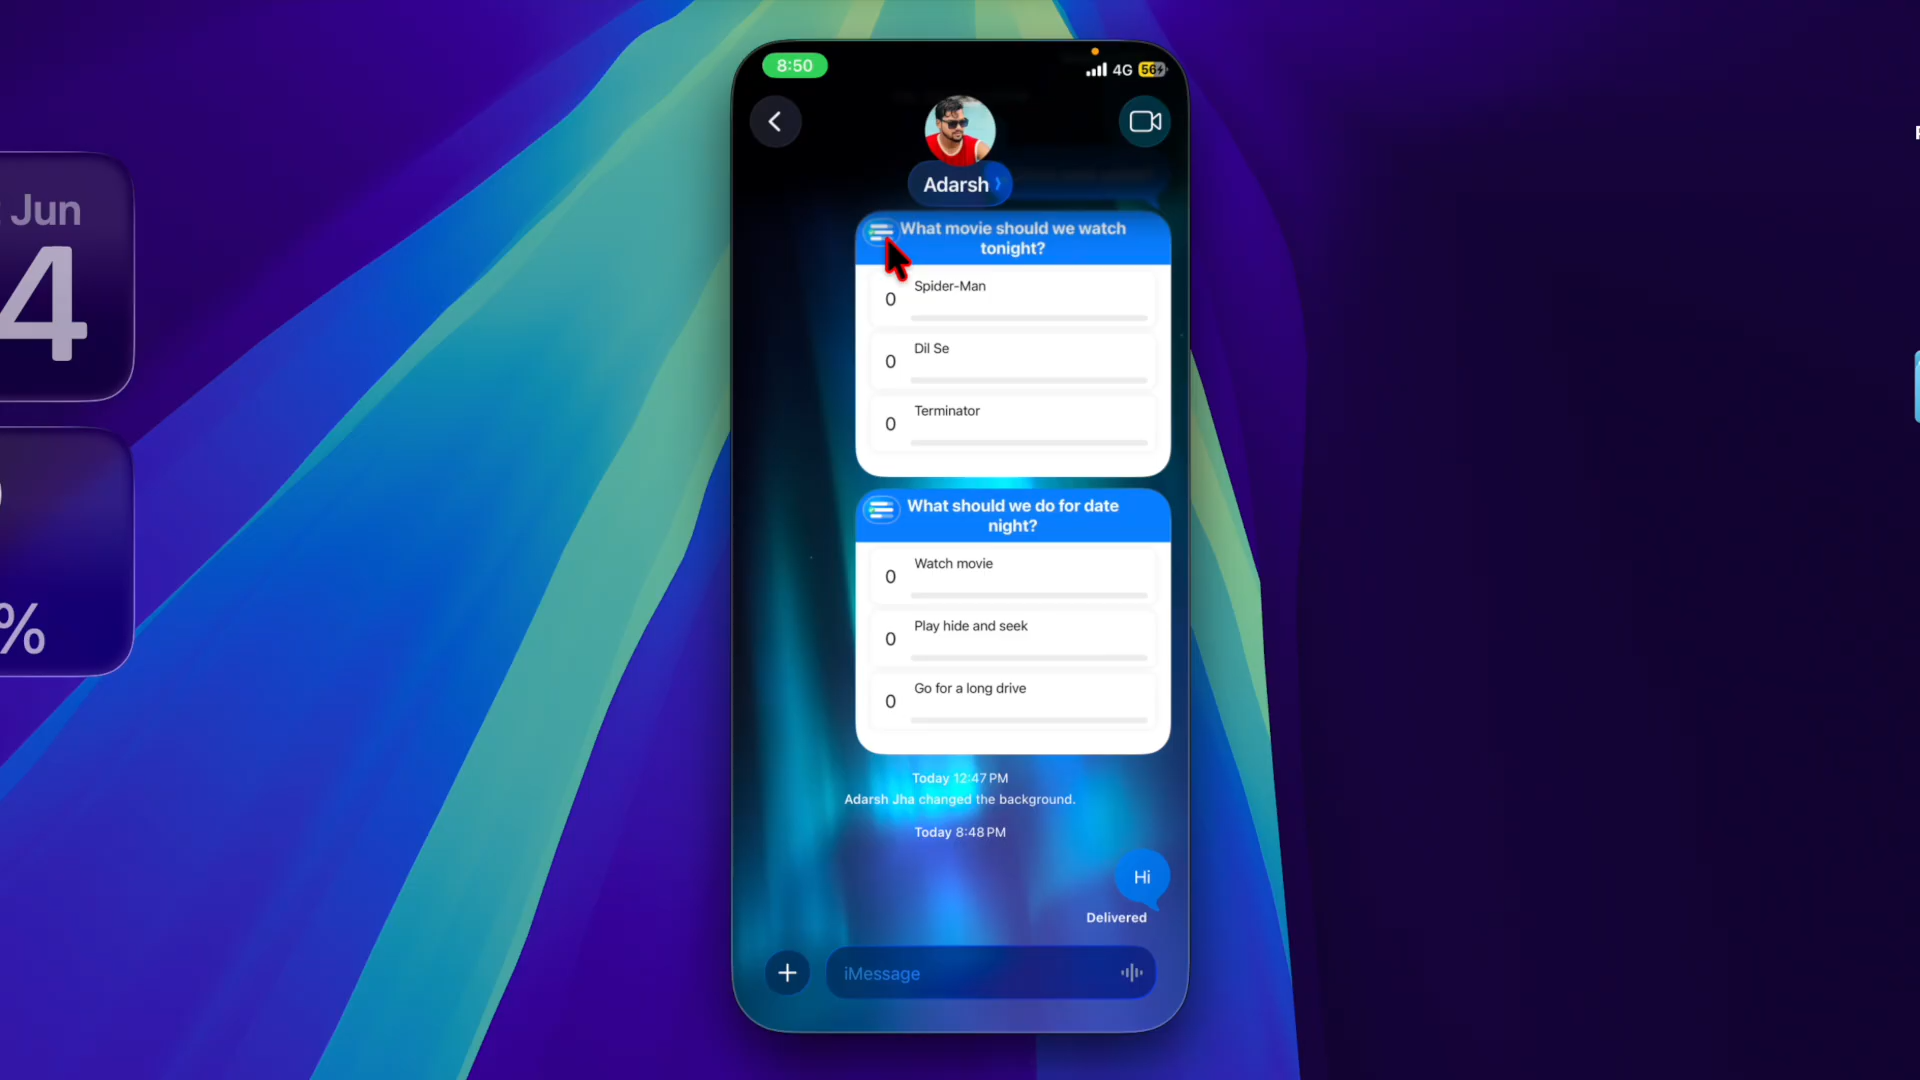 8:50
4G 56
Jun
4
%
Adarsh
What movie should we watch
tonight?
0 Spider-Man
0 Dil Se
0 Terminator
What should we do for date
night?
0 Watch movie
0 Play hide and seek
0 Go for a long drive
Today 12:47 PM
Adarsh Jha changed the background.
Today 8:48 PM
Hi
Delivered
iMessage